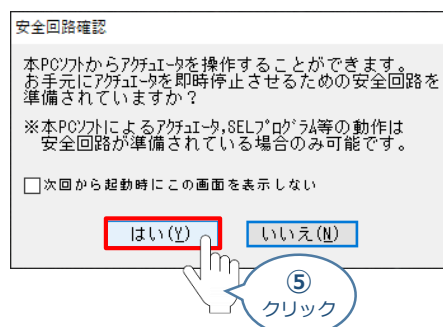 安全回路確認
本PCソフトからアクチュエータを操作することができます。
お手元にアクチュエータを即時停止させるための安全回路を
準備されていますか？
※本PCソフトによるアクチュエータ,SELプログラム等の動作は
安全回路が準備されている場合のみ可能です。
次回から起動時にこの画面を表示しない
はい(Y)
いいえ(N)
⑤
クリック